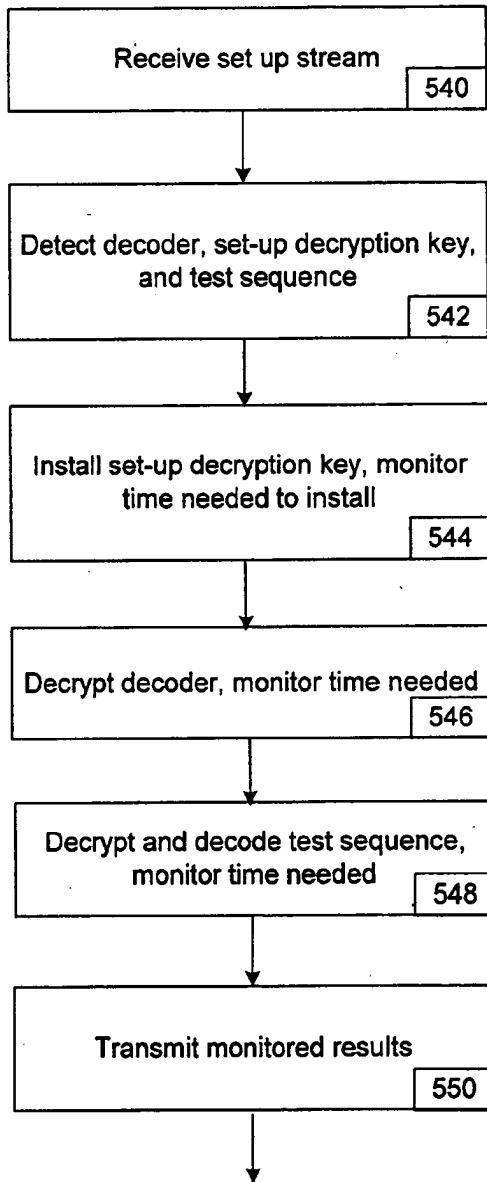 Receive set up stream
540
Detect decoder, set-up decryption key,
and test sequence
542
Install set-up decryption key, monitor
time needed to install
544
Decrypt decoder, monitor time needed
546
Decrypt and decode test sequence,
monitor time needed
548
Transmit monitored results
550